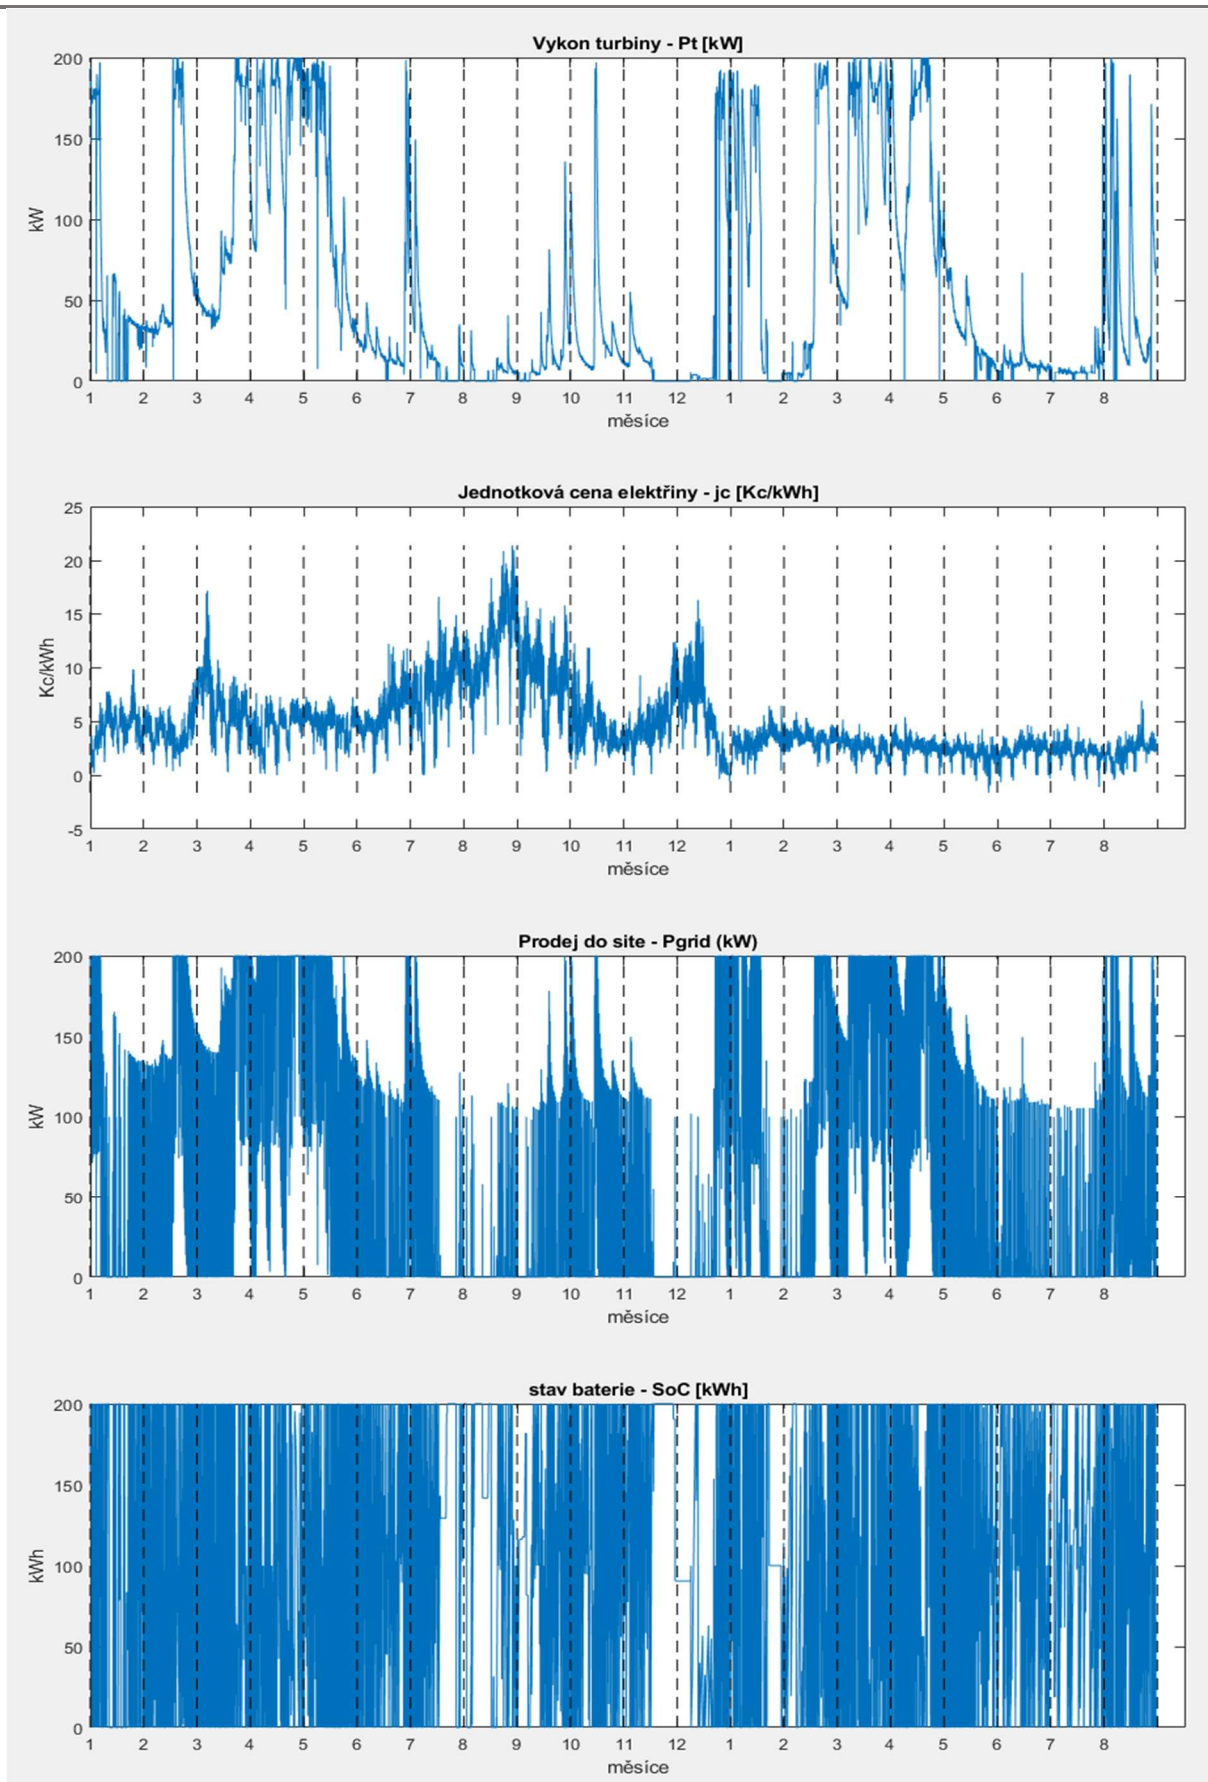 Vykon turbiny - Pt [kW]
200
150
100
50
0
kW
1 2 3 4 5 6 7 8 9 10 11 12 1 2 3 4 5 6 7 8
měsíce
Jednotková cena elektřiny - jc [Kc/kWh]
25
20
15
10
5
0
-5
Kc/kWh
1 2 3 4 5 6 7 8 9 10 11 12 1 2 3 4 5 6 7 8
měsíce
Prodej do site - Pgrid (kW)
200
150
100
50
0
kW
1 2 3 4 5 6 7 8 9 10 11 12 1 2 3 4 5 6 7 8
měsíce
stav baterie - SoC [kWh]
200
150
100
50
0
kWh
1 2 3 4 5 6 7 8 9 10 11 12 1 2 3 4 5 6 7 8
měsíce